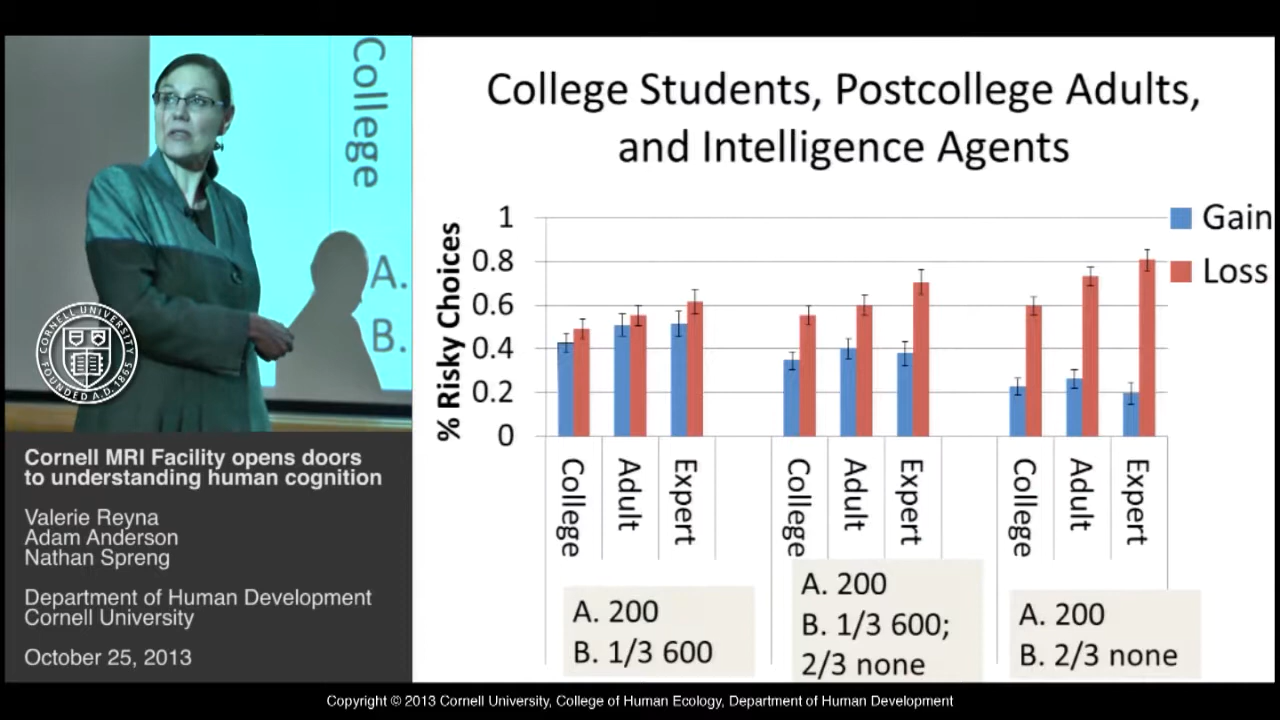 College
A.
B.
CORNELL UNIVERSITY
FOUNDED A.D. 1865
Cornell MRI Facility opens doors
to understanding human cognition
Valerie Reyna
Adam Anderson
Nathan Spreng
Department of Human Development
Cornell University
October 25, 2013
College Students, Postcollege Adults,
and Intelligence Agents
% Risky Choices
1
0.8
0.6
0.4
0.2
0
Gain
Loss
College
Adult
Expert
College
Adult
Expert
College
Adult
Expert
A. 200
B. 1/3 600
A. 200
B. 1/3 600;
2/3 none
A. 200
B. 2/3 none
Copyright © 2013 Cornell University, College of Human Ecology, Department of Human Development